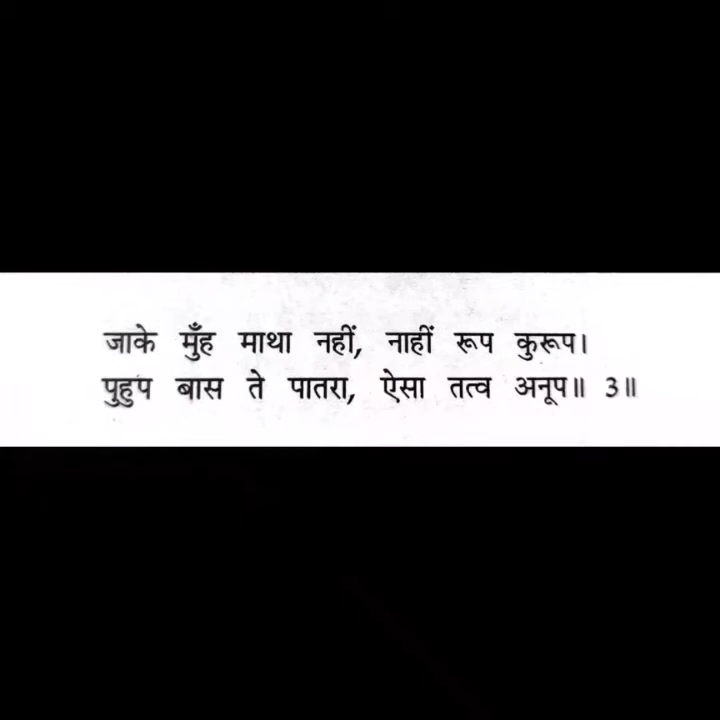 जाके मुँह माथा नहीं, नाहीं रूप कुरूप।
पुहुप बास ते पातरा, ऐसा तत्व अनूप॥ 3॥